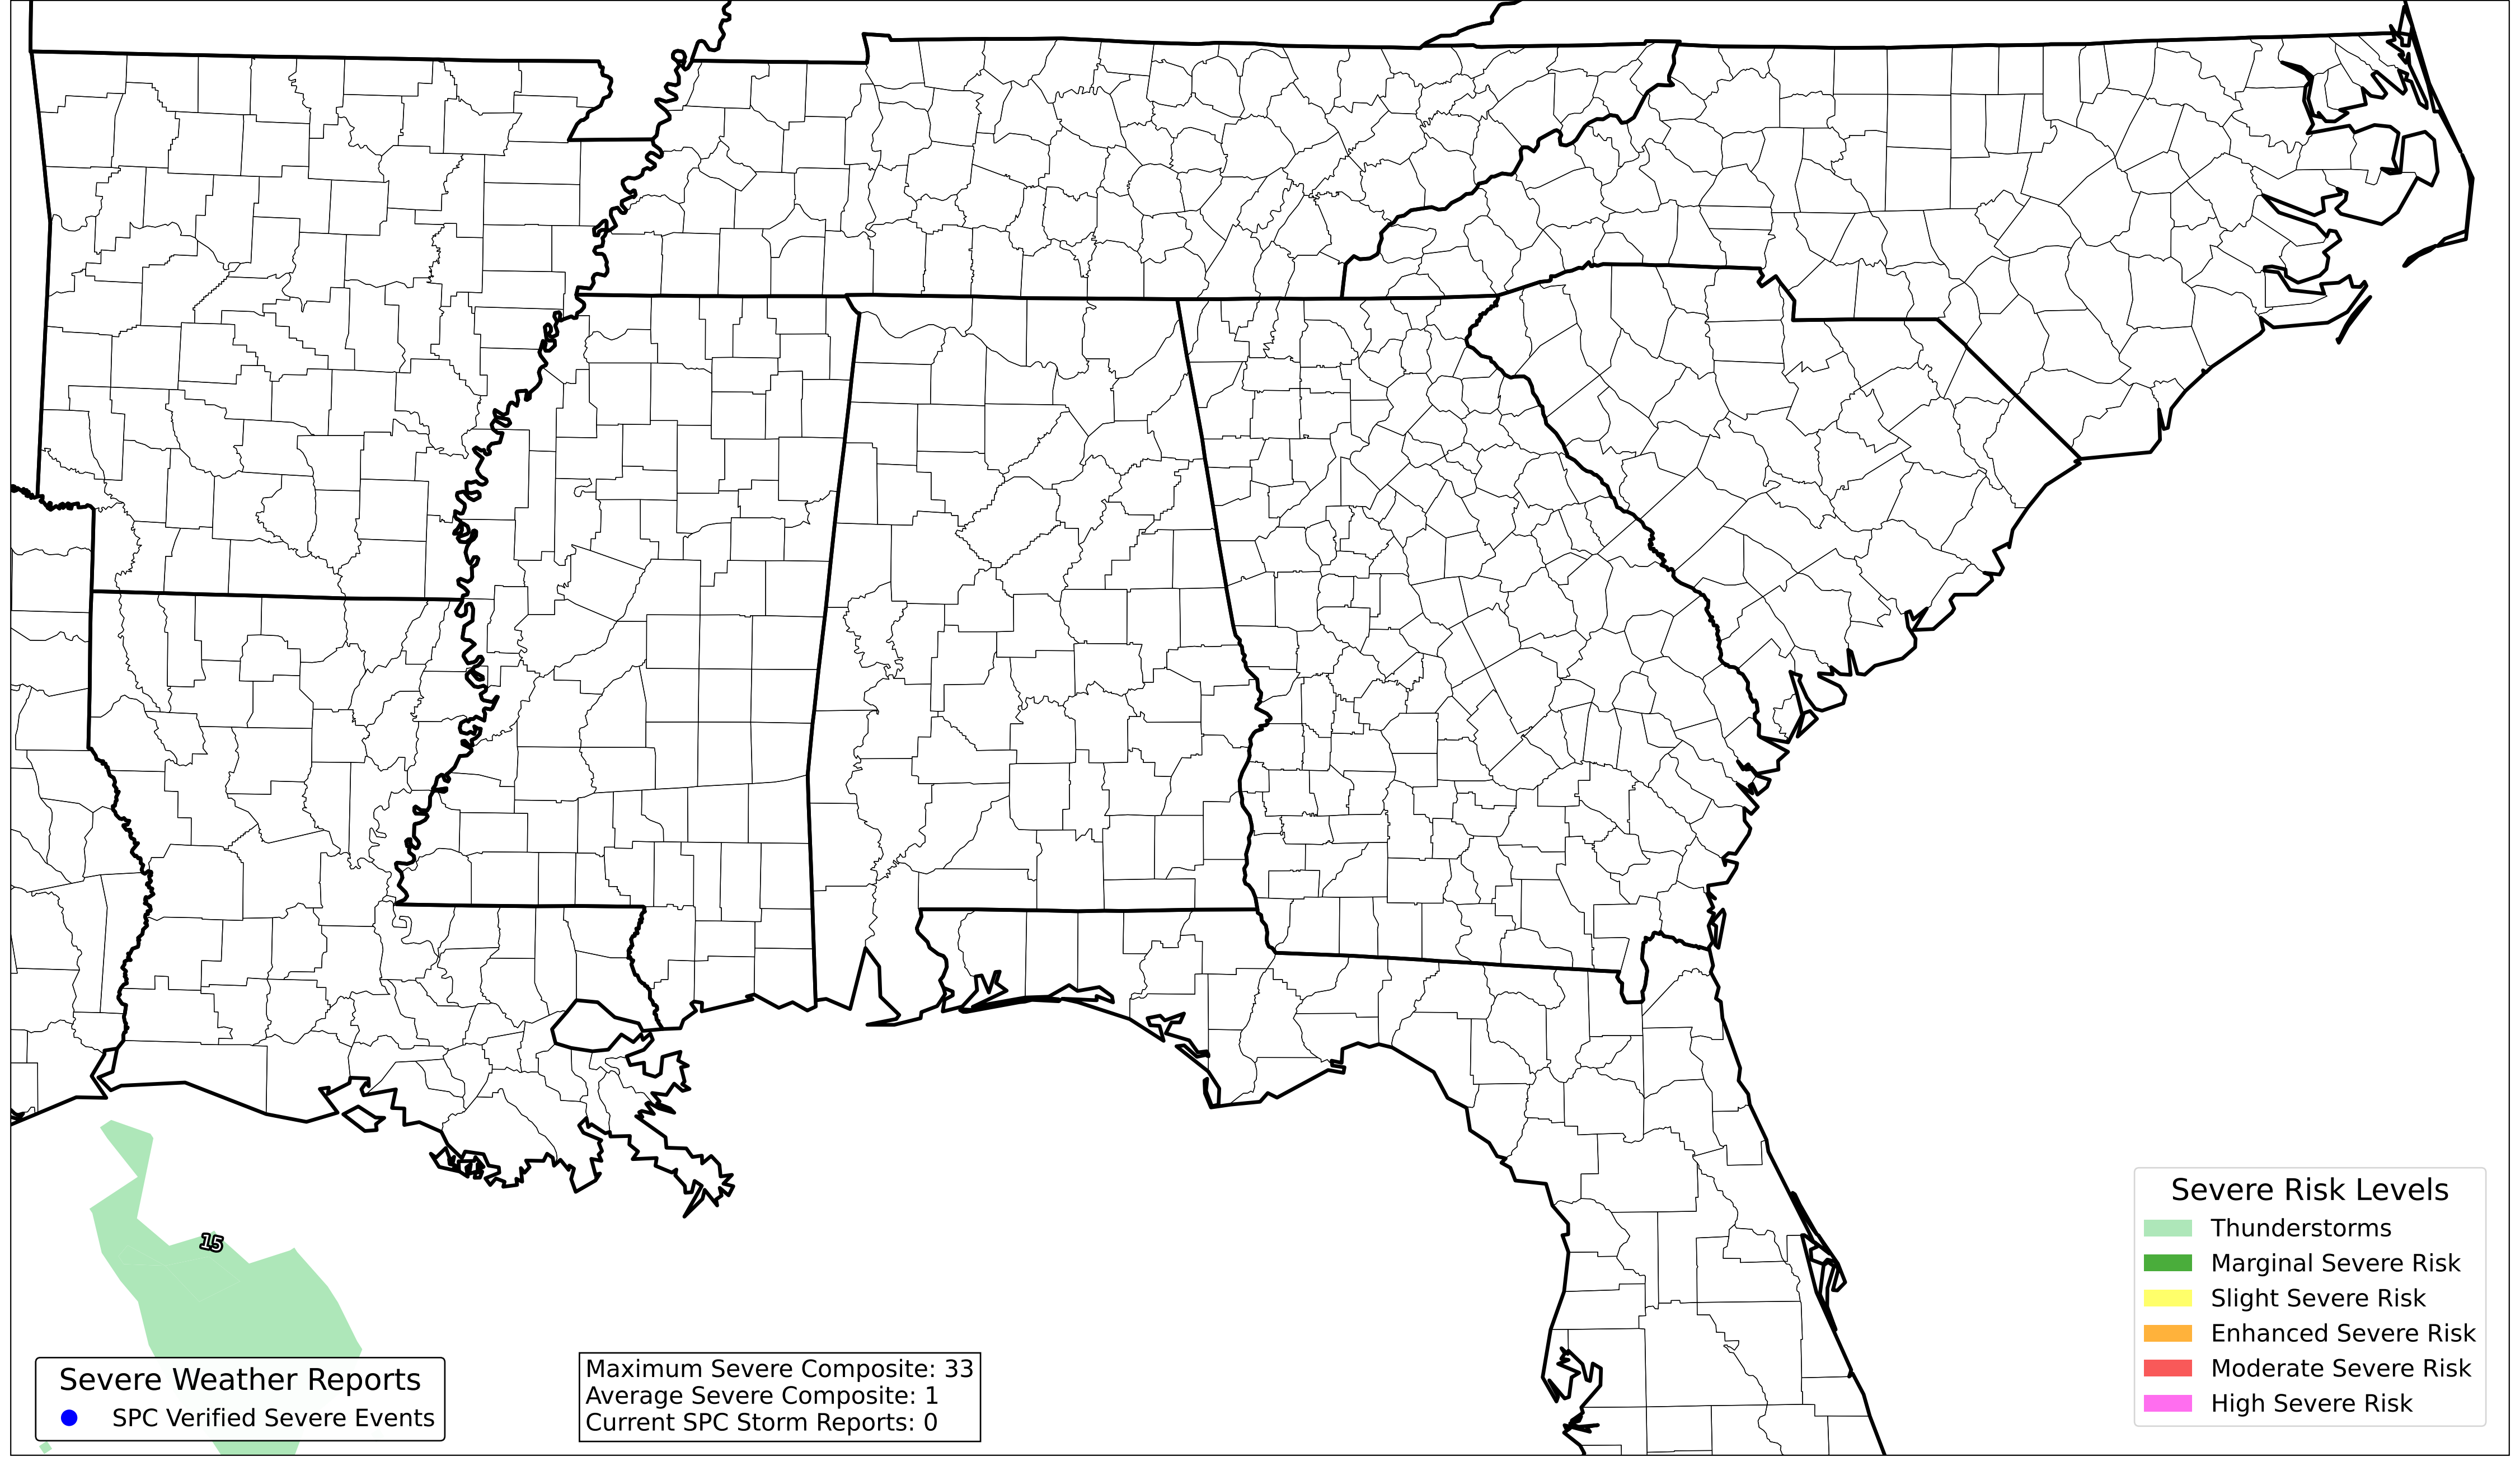 15
Severe Weather Reports
SPC Verified Severe Events
Maximum Severe Composite: 33
Average Severe Composite: 1
Current SPC Storm Reports: 0
Severe Risk Levels
Thunderstorms
Marginal Severe Risk
Slight Severe Risk
Enhanced Severe Risk
Moderate Severe Risk
High Severe Risk